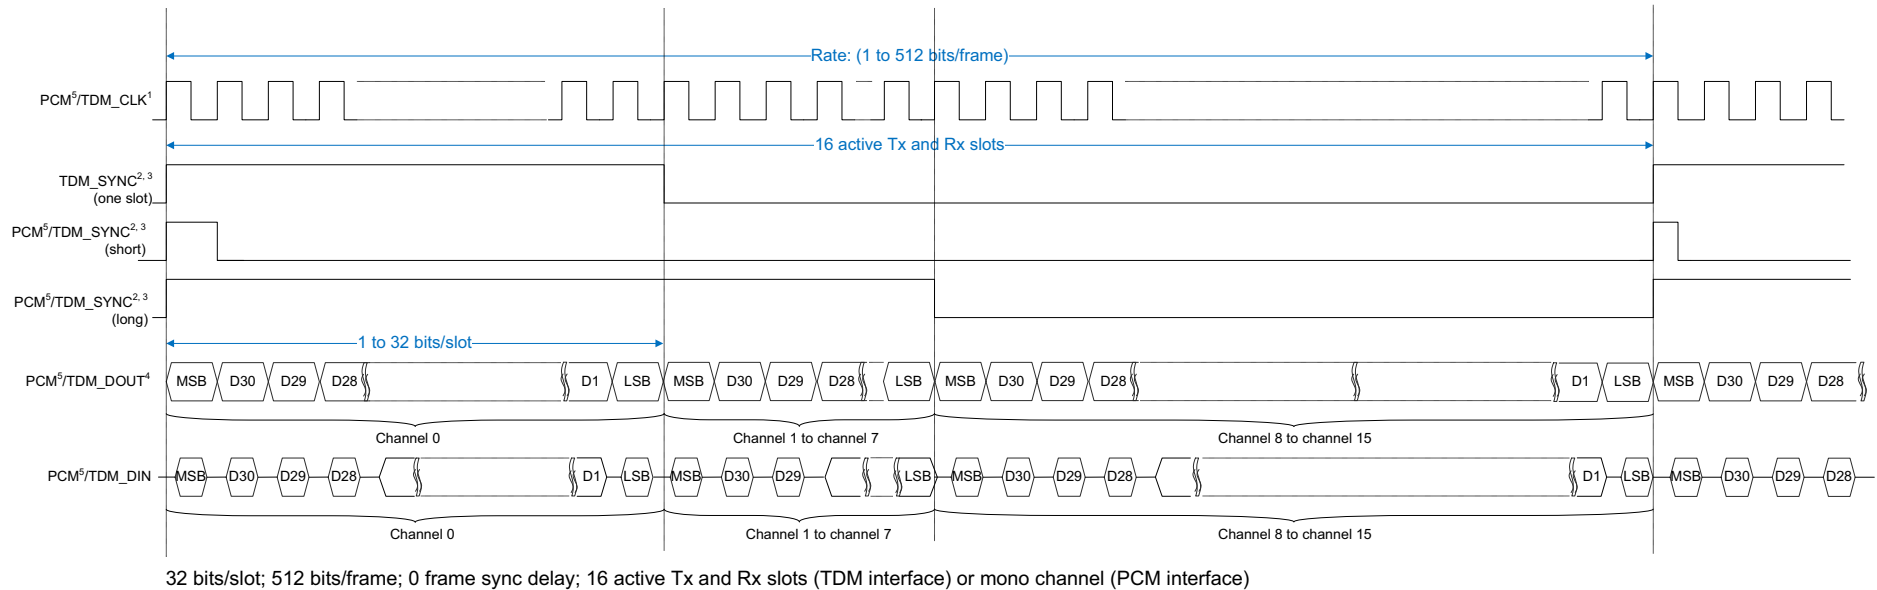 Rate: (1 to 512 bits/frame)
PCM⁵/TDM_CLK¹
16 active Tx and Rx slots
TDM_SYNC²,³
(one slot)
PCM⁵/TDM_SYNC²,³
(short)
PCM⁵/TDM_SYNC²,³
(long)
1 to 32 bits/slot
PCM⁵/TDM_DOUT⁴ MSB D30 D29 D28 D1 LSB MSB D30 D29 D28 LSB MSB D30 D29 D28 D1 LSB MSB D30 D29 D28
Channel 0 Channel 1 to channel 7 Channel 8 to channel 15
PCM⁵/TDM_DIN MSB D30 D29 D28 D1 LSB MSB D30 D29 LSB MSB D30 D29 D28 D1 LSB MSB D30 D29 D28
Channel 0 Channel 1 to channel 7 Channel 8 to channel 15
32 bits/slot; 512 bits/frame; 0 frame sync delay; 16 active Tx and Rx slots (TDM interface) or mono channel (PCM interface)